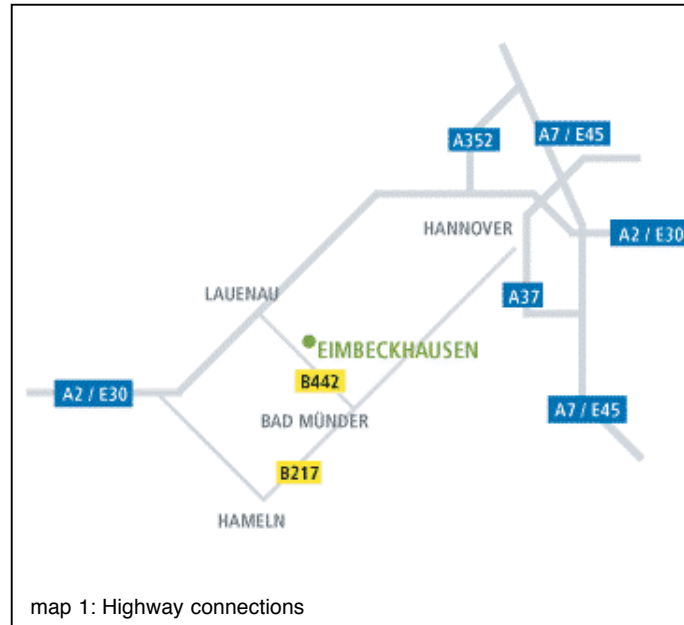 A352
A7 / E45
HANNOVER
A2 / E30
LAUENAU
A37
EIMBECKHAUSEN
B442
A2 / E30
A7 / E45
BAD MÜNDER
B217
HAMELN
map 1: Highway connections